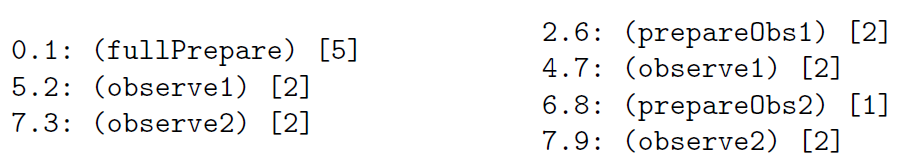 0.1: (fullPrepare) [5]
5.2: (observe1) [2]
7.3: (observe2) [2]
2.6: (prepareObs1) [2]
4.7: (observe1) [2]
6.8: (prepareObs2) [1]
7.9: (observe2) [2]